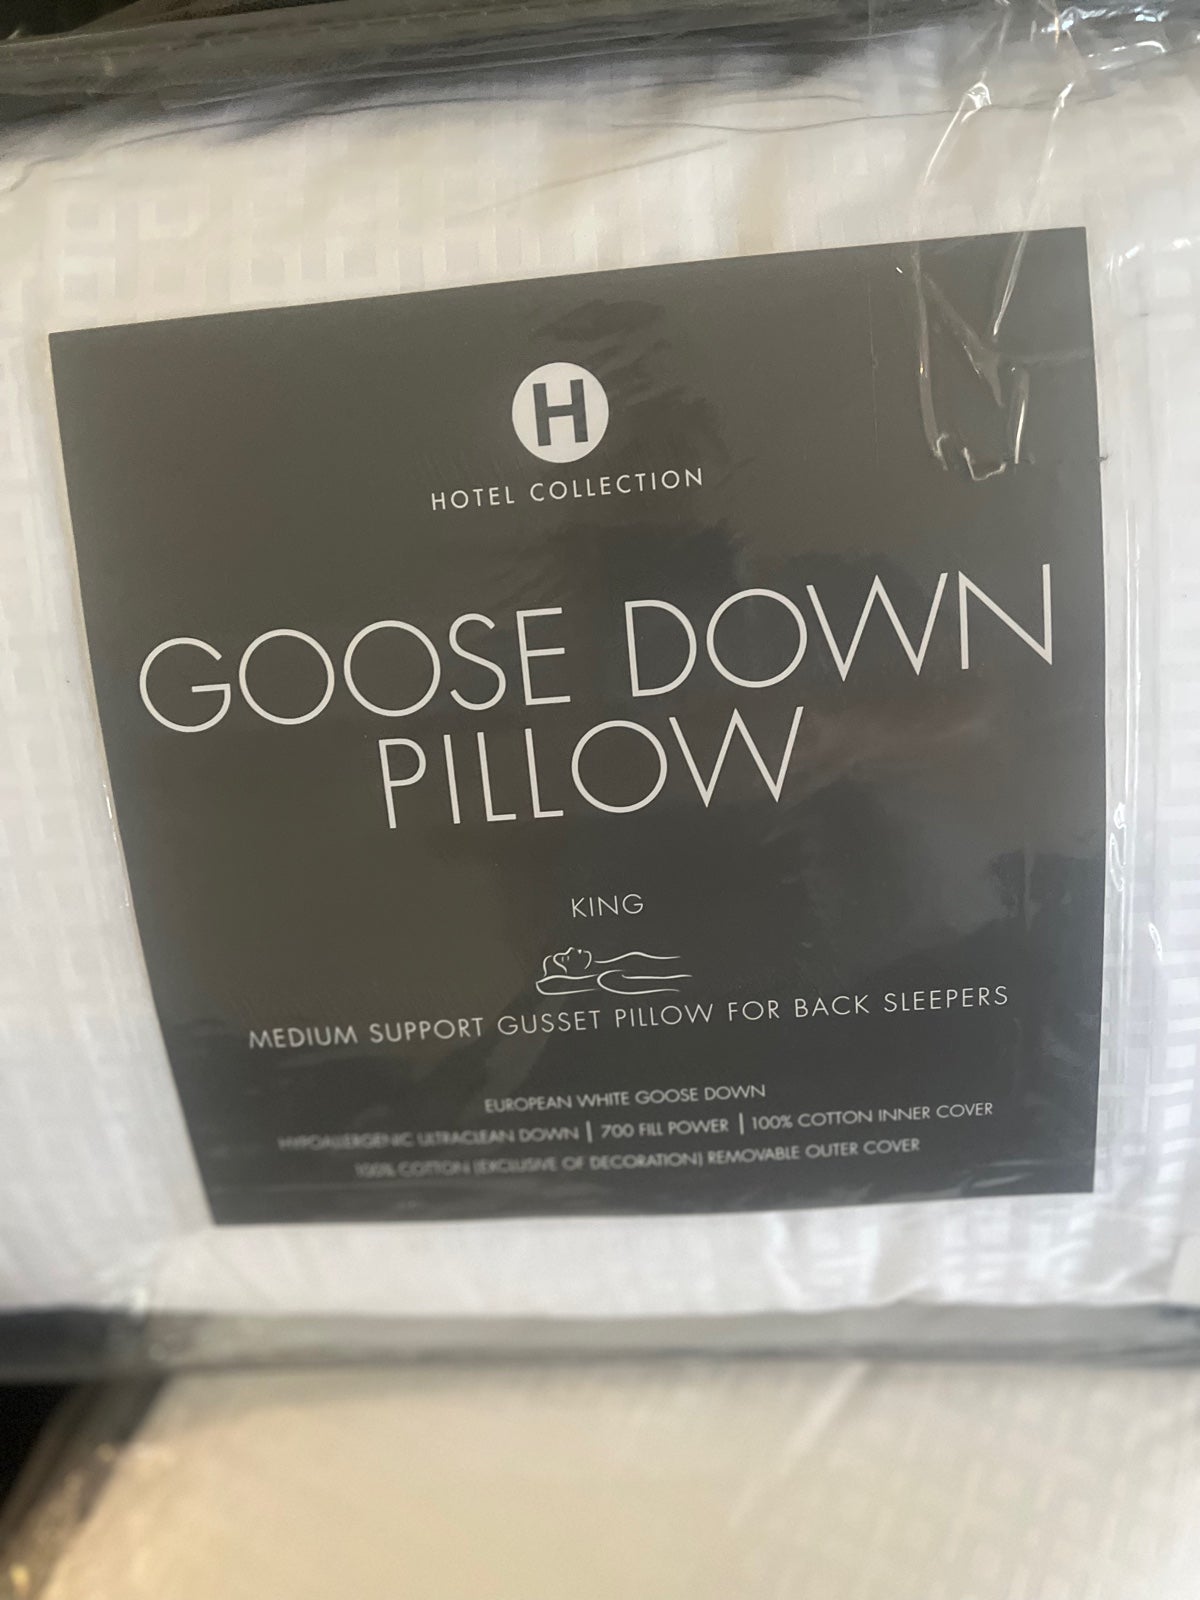 H
HOTEL COLLECTION
GOOSE DOWN
PILLOW
KING
MEDIUM SUPPORT GUSSET PILLOW FOR BACK SLEEPERS
EUROPEAN WHITE GOOSE DOWN
HYPOALLERGENIC ULTRACLEAN DOWN | 700 FILL POWER | 100% COTTON INNER COVER
100% COTTON (EXCLUSIVE OF DECORATION) REMOVABLE OUTER COVER